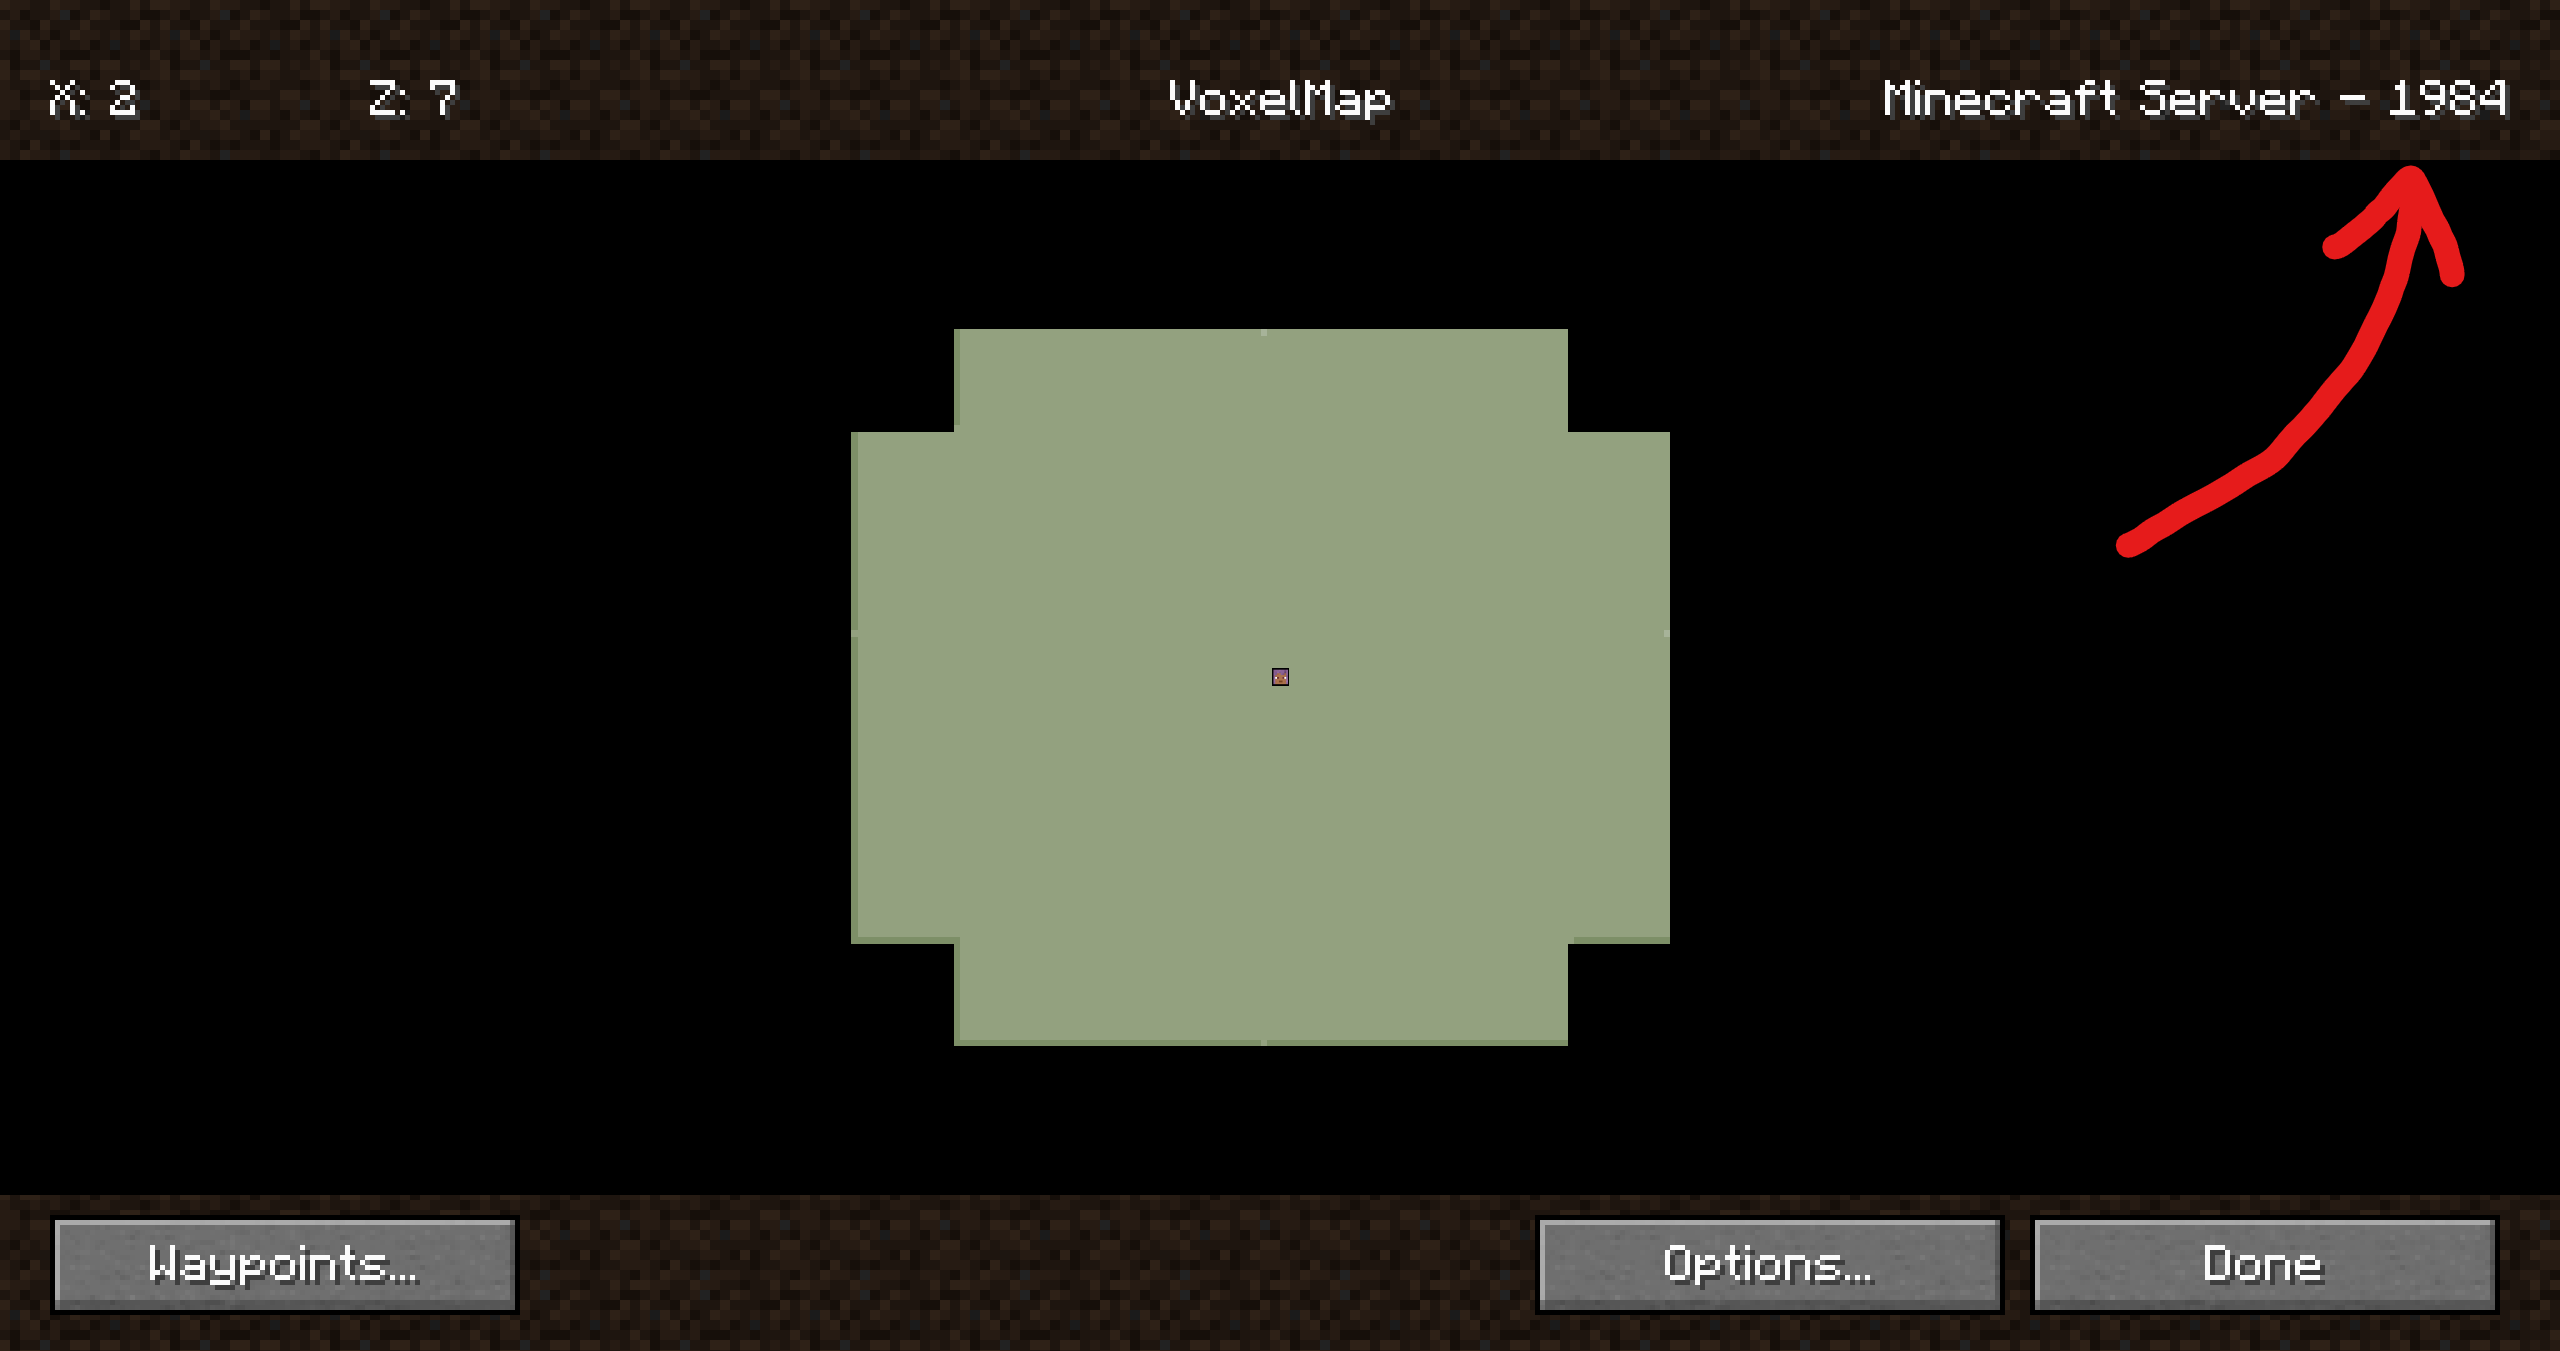 X: 2 Z: 7 VoxelMap Minecraft Server - 1984
Waypoints... Options... Done